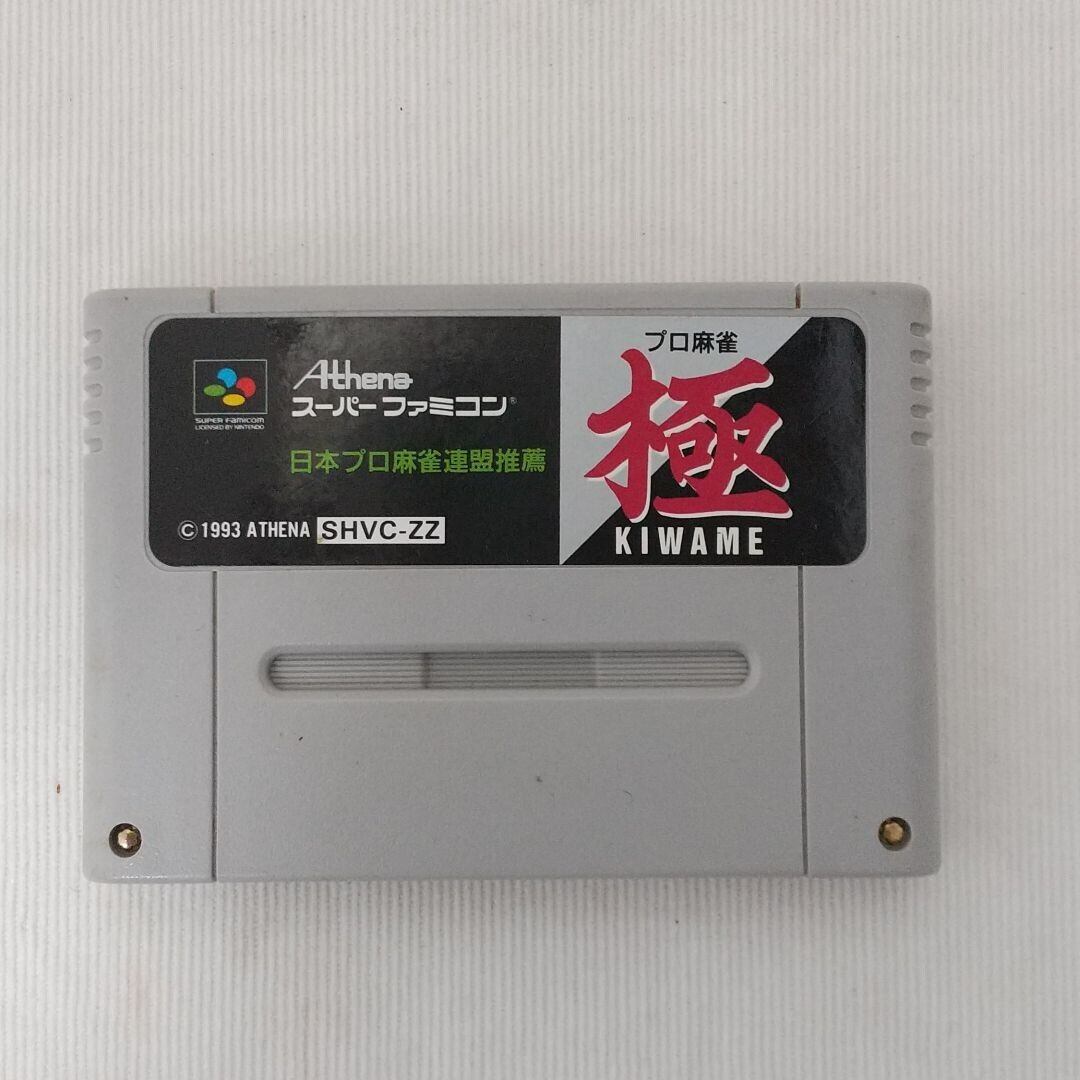 SUPER FAMICOM
LICENSED BY NINTENDO
Athena
スーパーファミコン®
日本プロ麻雀連盟推薦
© 1993 ATHENA SHVC-ZZ
プロ麻雀
極
KIWAME